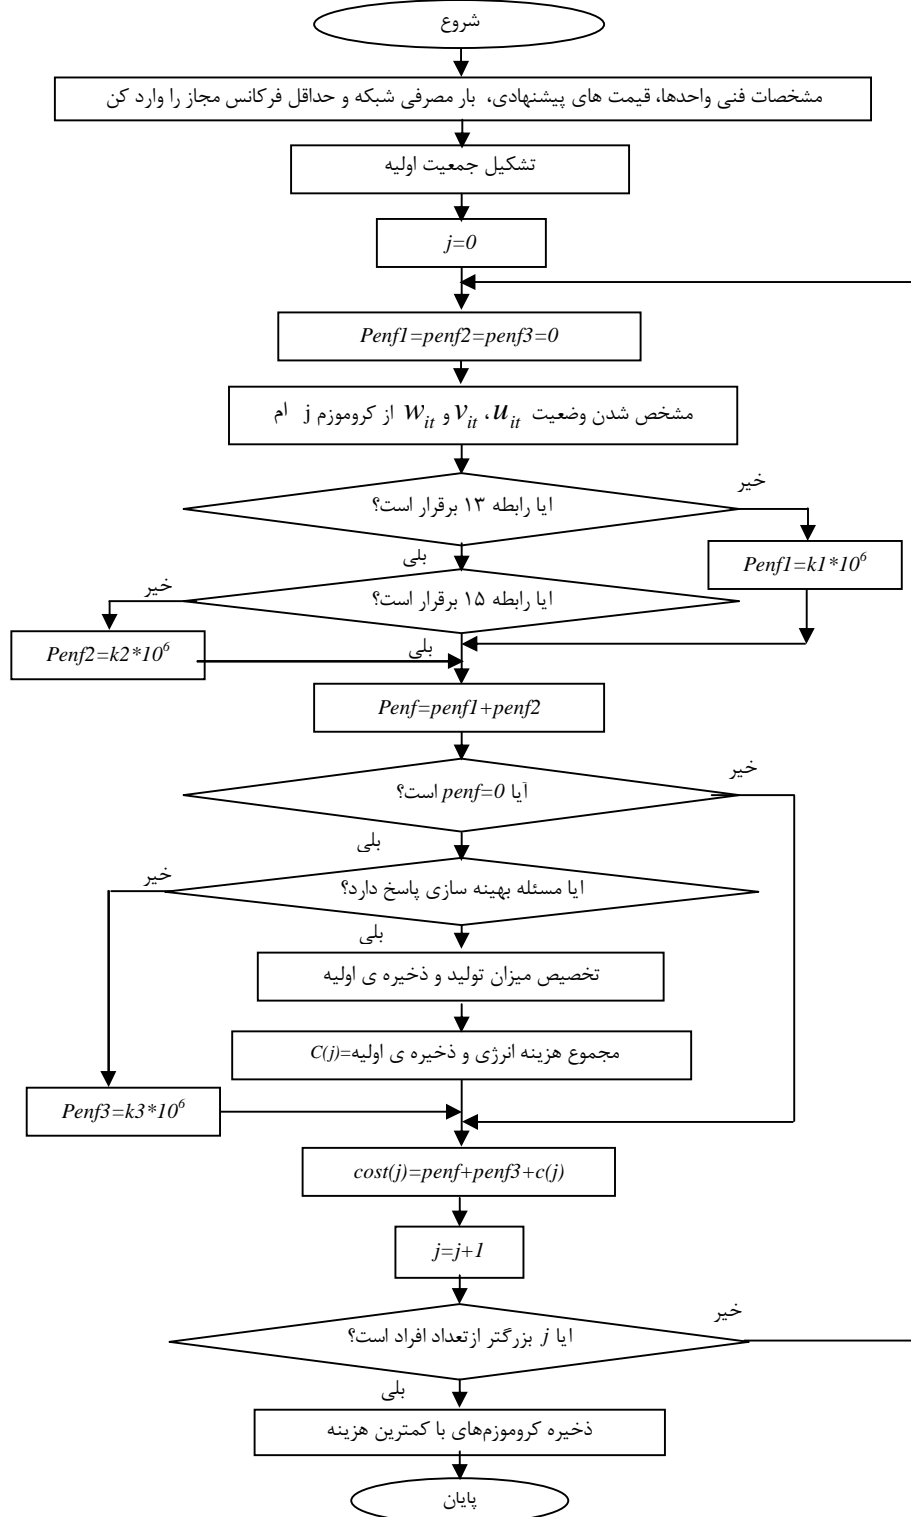 شروع
مشخصات فنی واحدها، قیمت های پیشنهادی، بار مصرفی شبکه و حداقل فرکانس مجاز را وارد کن
تشکیل جمعیت اولیه
j=0
Penf1=penf2=penf3=0
مشخص شدن وضعیت u_it، v_it و w_it از کروموزم j ام
ایا رابطه ۱۳ برقرار است؟
خیر
بلی
Penf1=k1*10^6
ایا رابطه ۱۵ برقرار است؟
خیر
بلی
Penf2=k2*10^6
Penf=penf1+penf2
آیا penf=0 است؟
خیر
بلی
ایا مسئله بهینه سازی پاسخ دارد؟
خیر
بلی
تخصیص میزان تولید و ذخیره ی اولیه
مجموع هزینه انرژی و ذخیره ی اولیه=C(j)
Penf3=k3*10^6
cost(j)=penf+penf3+c(j)
j=j+1
ایا j بزرگتر ازتعداد افراد است؟
خیر
بلی
ذخیره کروموزم‌های با کمترین هزینه
پایان